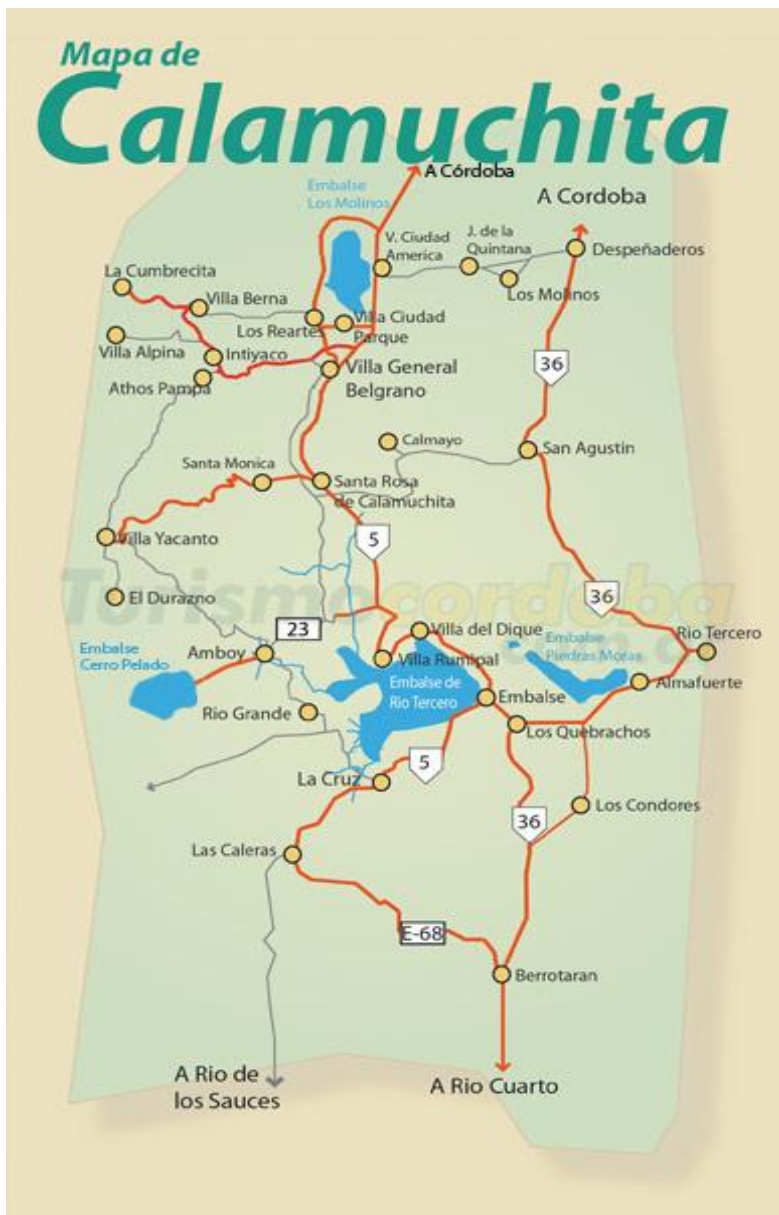 Mapa de
Calamuchita
A Córdoba
Embalse
Los Molinos
A Cordoba
V. Ciudad
America
J. de la
Quintana
Despeñaderos
La Cumbrecita
Los Molinos
Villa Berna
Los Reartes
Villa Ciudad
Parque
Villa Alpina
Intiyaco
36
Athos Pampa
Villa General
Belgrano
Calmayo
San Agustin
Santa Monica
Santa Rosa
de Calamuchita
Villa Yacanto
5
Turismocordoba
.com.ar
El Durazno
36
23
Villa del Dique
Embalse
Piedras Moras
Rio Tercero
Embalse
Cerro Pelado
Amboy
Villa Rumipal
Embalse de
Rio Tercero
Almafuerte
Embalse
Rio Grande
Los Quebrachos
5
La Cruz
Los Condores
36
Las Caleras
E-68
Berrotaran
A Rio de
los Sauces
A Rio Cuarto